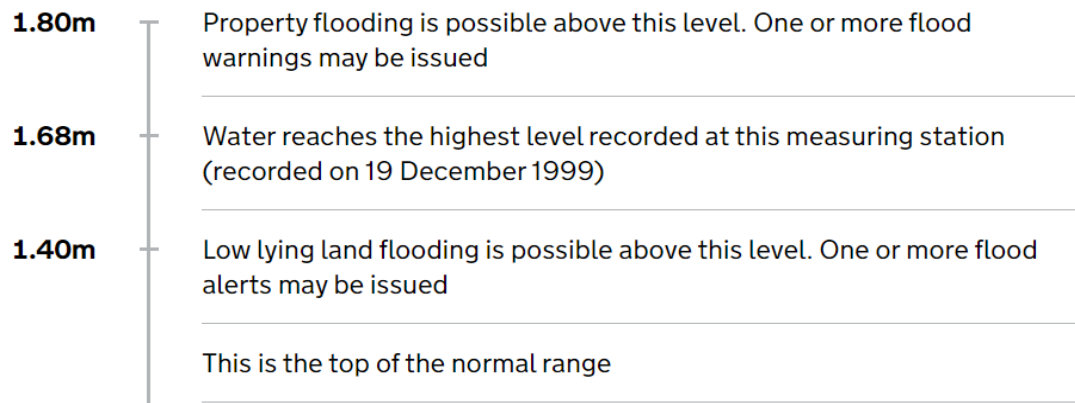 1.80m Property flooding is possible above this level. One or more flood
warnings may be issued
1.68m Water reaches the highest level recorded at this measuring station
(recorded on 19 December 1999)
1.40m Low lying land flooding is possible above this level. One or more flood
alerts may be issued
This is the top of the normal range